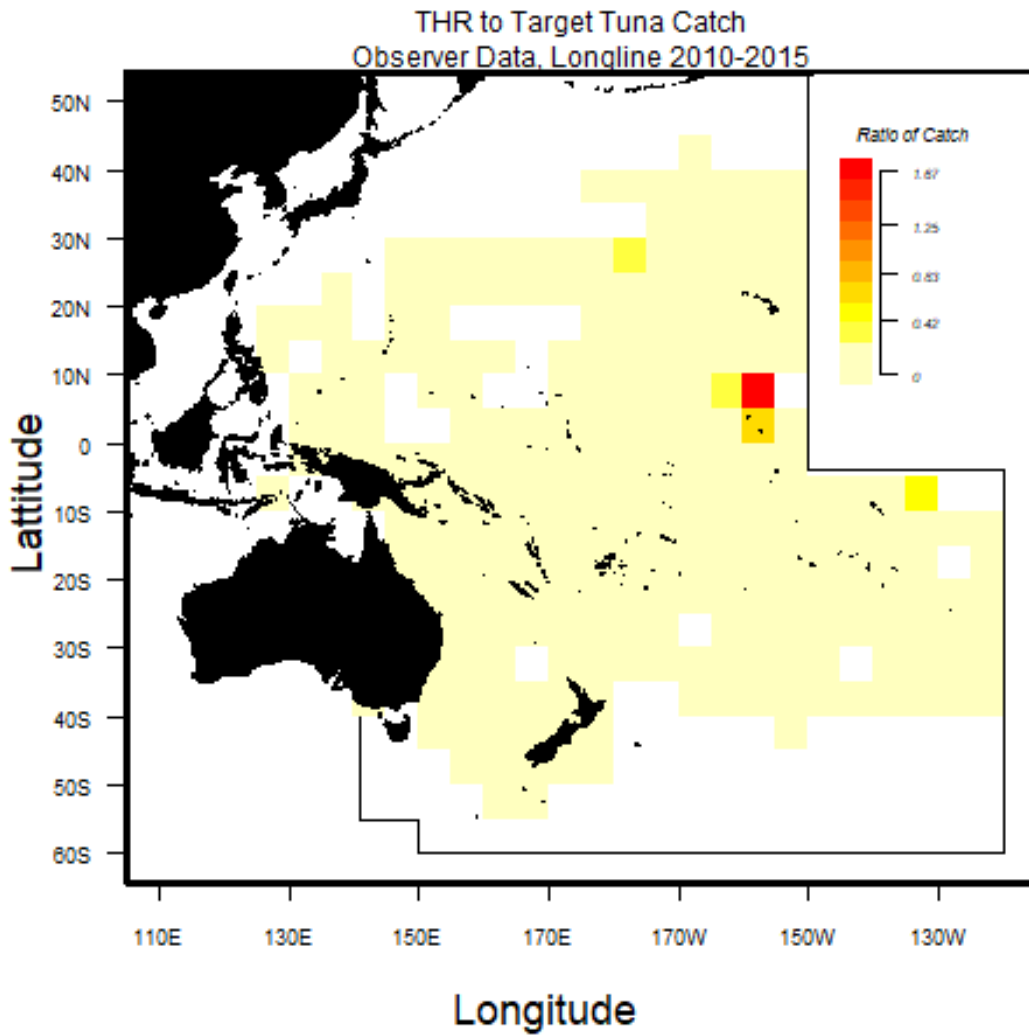 THR to Target Tuna Catch
Observer Data, Longline 2010-2015
50N
40N
30N
20N
10N
0
10S
20S
30S
40S
50S
60S
Lattitude
Ratio of Catch
1.67
1.25
0.83
0.42
0
110E
130E
150E
170E
170W
150W
130W
Longitude